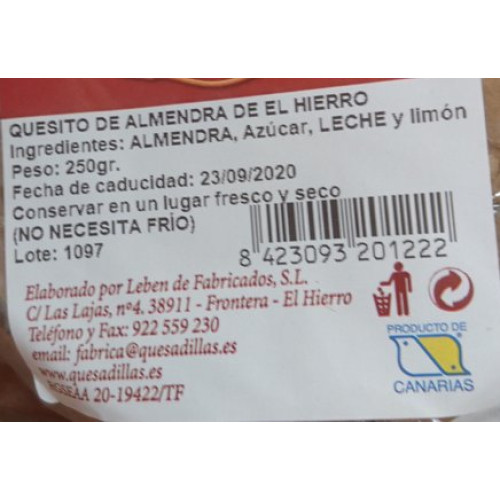 QUESITO DE ALMENDRA DE EL HIERRO
Ingredientes: ALMENDRA, Azúcar, LECHE y limón
Peso: 250gr.
Fecha de caducidad: 23/09/2020
Conservar en un lugar fresco y seco
(NO NECESITA FRÍO)
Lote: 1097
8 423093 201222
Elaborado por Leben de Fabricados, S.L.
C/ Las Lajas, nº4. 38911 - Frontera - El Hierro
Teléfono y Fax: 922 559 230
email: fabrica@quesadillas.es
www.quesadillas.es
RGSEAA 20-19422/TF
PRODUCTO DE
CANARIAS